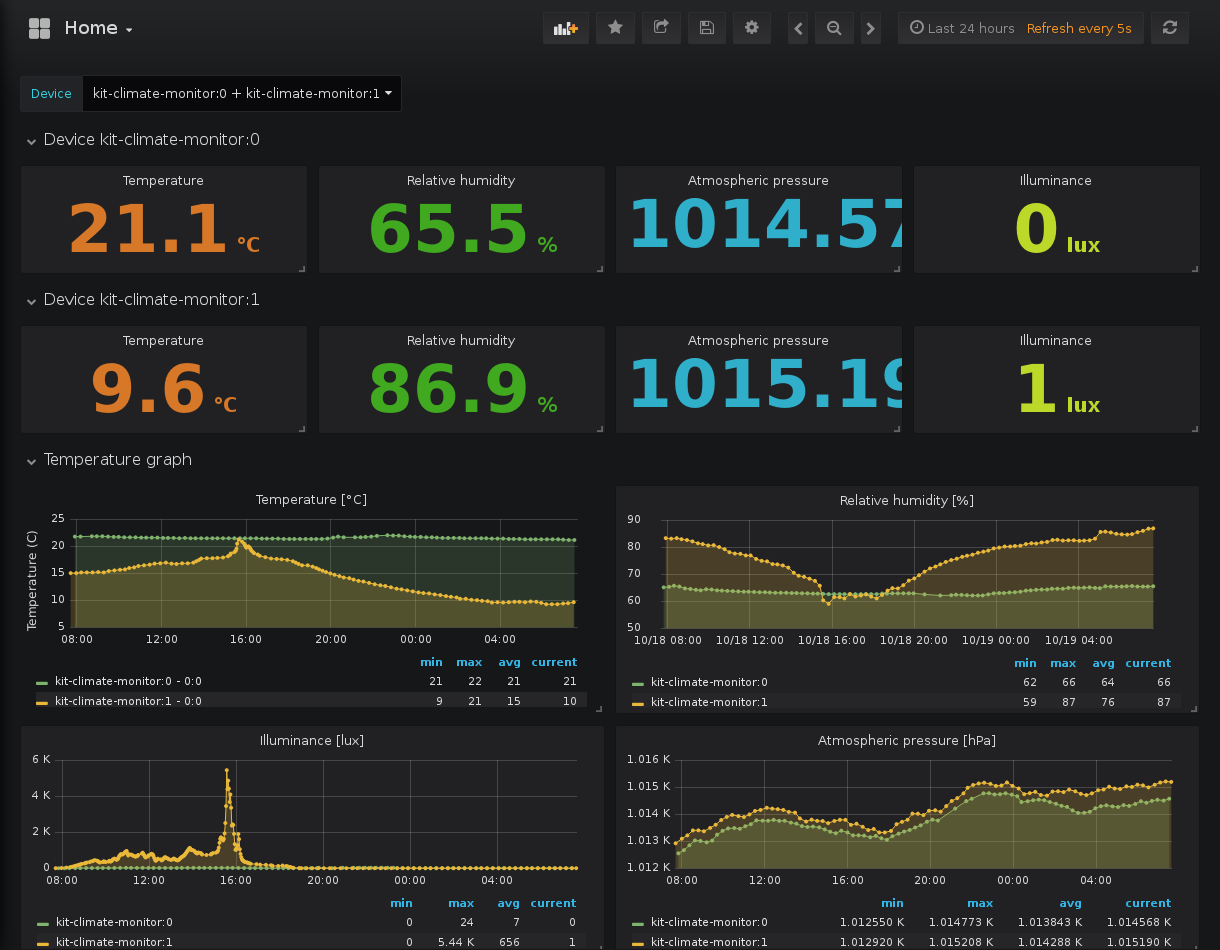 Home
Last 24 hours Refresh every 5s
Device kit-climate-monitor:0 + kit-climate-monitor:1
Device kit-climate-monitor:0
Temperature Relative humidity Atmospheric pressure Illuminance
21.1 °C 65.5 % 1014.57 0 lux
Device kit-climate-monitor:1
Temperature Relative humidity Atmospheric pressure Illuminance
9.6 °C 86.9 % 1015.19 1 lux
Temperature graph
Temperature [°C]
Temperature (C)
25
20
15
10
5
08:00 12:00 16:00 20:00 00:00 04:00
min max avg current
kit-climate-monitor:0 - 0:0 21 22 21 21
kit-climate-monitor:1 - 0:0 9 21 15 10
Relative humidity [%]
90
80
70
60
50
10/18 08:00 10/18 12:00 10/18 16:00 10/18 20:00 10/19 00:00 10/19 04:00
min max avg current
kit-climate-monitor:0 62 66 64 66
kit-climate-monitor:1 59 87 76 87
Illuminance [lux]
6 K
4 K
2 K
0
08:00 12:00 16:00 20:00 00:00 04:00
min max avg current
kit-climate-monitor:0 0 24 7 0
kit-climate-monitor:1 0 5.44 K 656 1
Atmospheric pressure [hPa]
1.016 K
1.015 K
1.014 K
1.013 K
1.012 K
08:00 12:00 16:00 20:00 00:00 04:00
min max avg current
kit-climate-monitor:0 1.012550 K 1.014773 K 1.013843 K 1.014568 K
kit-climate-monitor:1 1.012920 K 1.015208 K 1.014288 K 1.015190 K